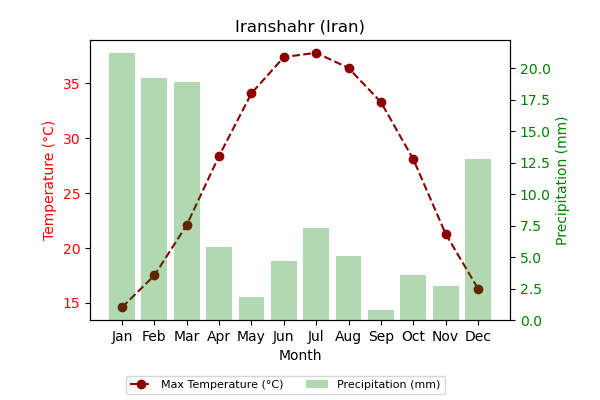 Iranshahr (Iran)
Temperature (°C)
35
30
25
20
15
20.0
17.5
15.0
12.5
10.0
7.5
5.0
2.5
0.0
Precipitation (mm)
Jan Feb Mar Apr May Jun Jul Aug Sep Oct Nov Dec
Month
Max Temperature (°C) Precipitation (mm)